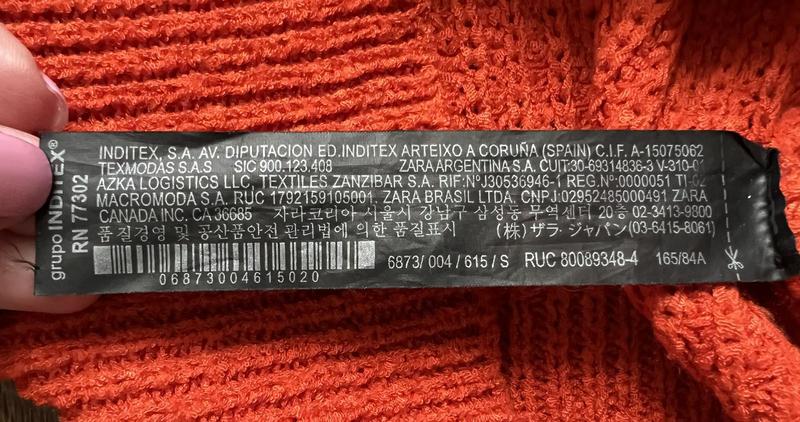 grupo INDITEX®
RN 77302
INDITEX, S.A. AV. DIPUTACION ED.INDITEX ARTEIXO A CORUÑA (SPAIN) C.I.F. A-15075062
TEXMODAS S.A.S SIC 900.123.408 ZARA ARGENTINA S.A. CUIT:30-69314836-3 V-310-01
AZKA LOGISTICS LLC, TEXTILES ZANZIBAR S.A. RIF:NºJ30536946-1 REG.Nº:0000051 TI-02
MACROMODA S.A. RUC 1792159105001. ZARA BRASIL LTDA. CNPJ:02952485000491 ZARA
CANADA INC. CA 36685 자라코리아 서울시 강남구 삼성동 무역센터 20층 02-3413-9800
품질경영 및 공산품안전 관리법에 의한 품질표시 (株) ザラ・ジャパン(03-6415-8061)
06873004615020
6873/ 004 / 615 / S RUC 80089348-4 165/84A